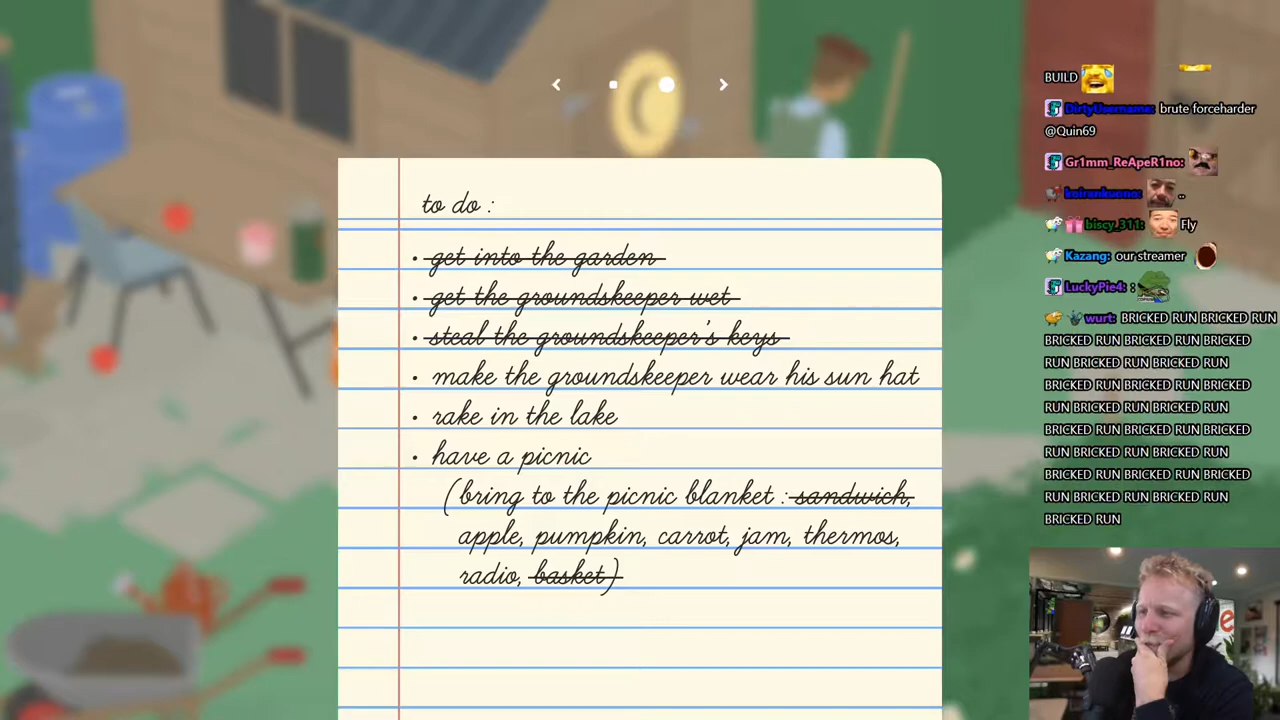 to do :
• get into the garden
• get the groundskeeper wet
• steal the groundskeeper's keys
• make the groundskeeper wear his sun hat
• rake in the lake
• have a picnic
(bring to the picnic blanket : sandwich,
apple, pumpkin, carrot, jam, thermos,
radio, basket)
BUILD
DirtyUsername: brute forceharder
@Quin69
Gr1mm_ReApeR1no:
koirankunno: ..
biscy_311: Fly
Kazang: our streamer
LuckyPie4: :
wurt: BRICKED RUN BRICKED RUN
BRICKED RUN BRICKED RUN BRICKED
RUN BRICKED RUN BRICKED RUN
BRICKED RUN BRICKED RUN BRICKED
RUN BRICKED RUN BRICKED RUN
BRICKED RUN BRICKED RUN BRICKED
RUN BRICKED RUN BRICKED RUN
BRICKED RUN BRICKED RUN BRICKED
RUN BRICKED RUN BRICKED RUN
BRICKED RUN